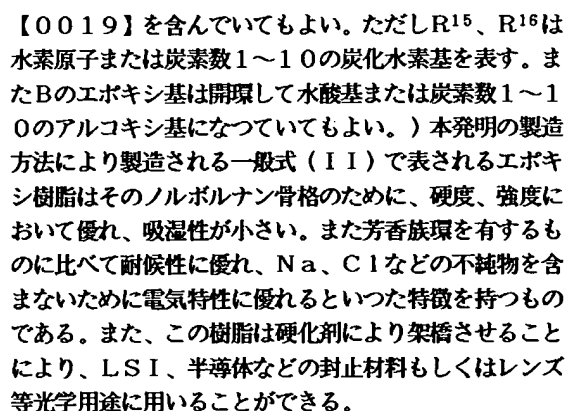 【００１９】を含んでいてもよい。ただしR¹⁵、R¹⁶は
水素原子または炭素数１～１０の炭化水素基を表す。ま
たＢのエポキシ基は開環して水酸基または炭素数１～１
０のアルコキシ基になつていてもよい。）本発明の製造
方法により製造される一般式（ＩＩ）で表されるエポキ
シ樹脂はそのノルボルナン骨格のために、硬度、強度に
おいて優れ、吸湿性が小さい。また芳香族環を有するも
のに比べて耐候性に優れ、Ｎａ、Ｃｌなどの不純物を含
まないために電気特性に優れるといつた特徴を持つもの
である。また、この樹脂は硬化剤により架橋させること
により、ＬＳＩ、半導体などの封止材料もしくはレンズ
等光学用途に用いることができる。